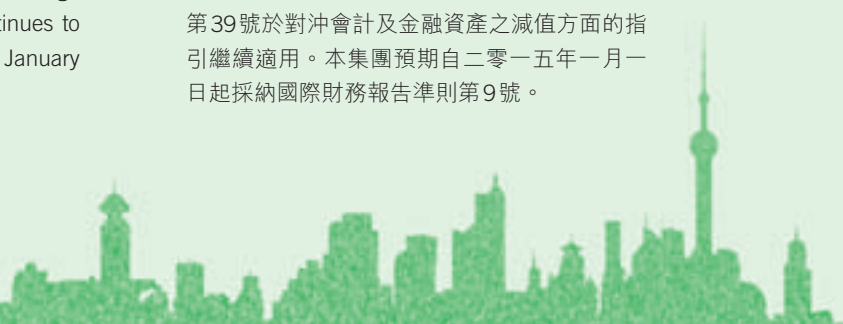 tinues to
January
第39號於對沖會計及金融資產之減值方面的指
引繼續適用。本集團預期自二零一五年一月一
日起採納國際財務報告準則第9號。